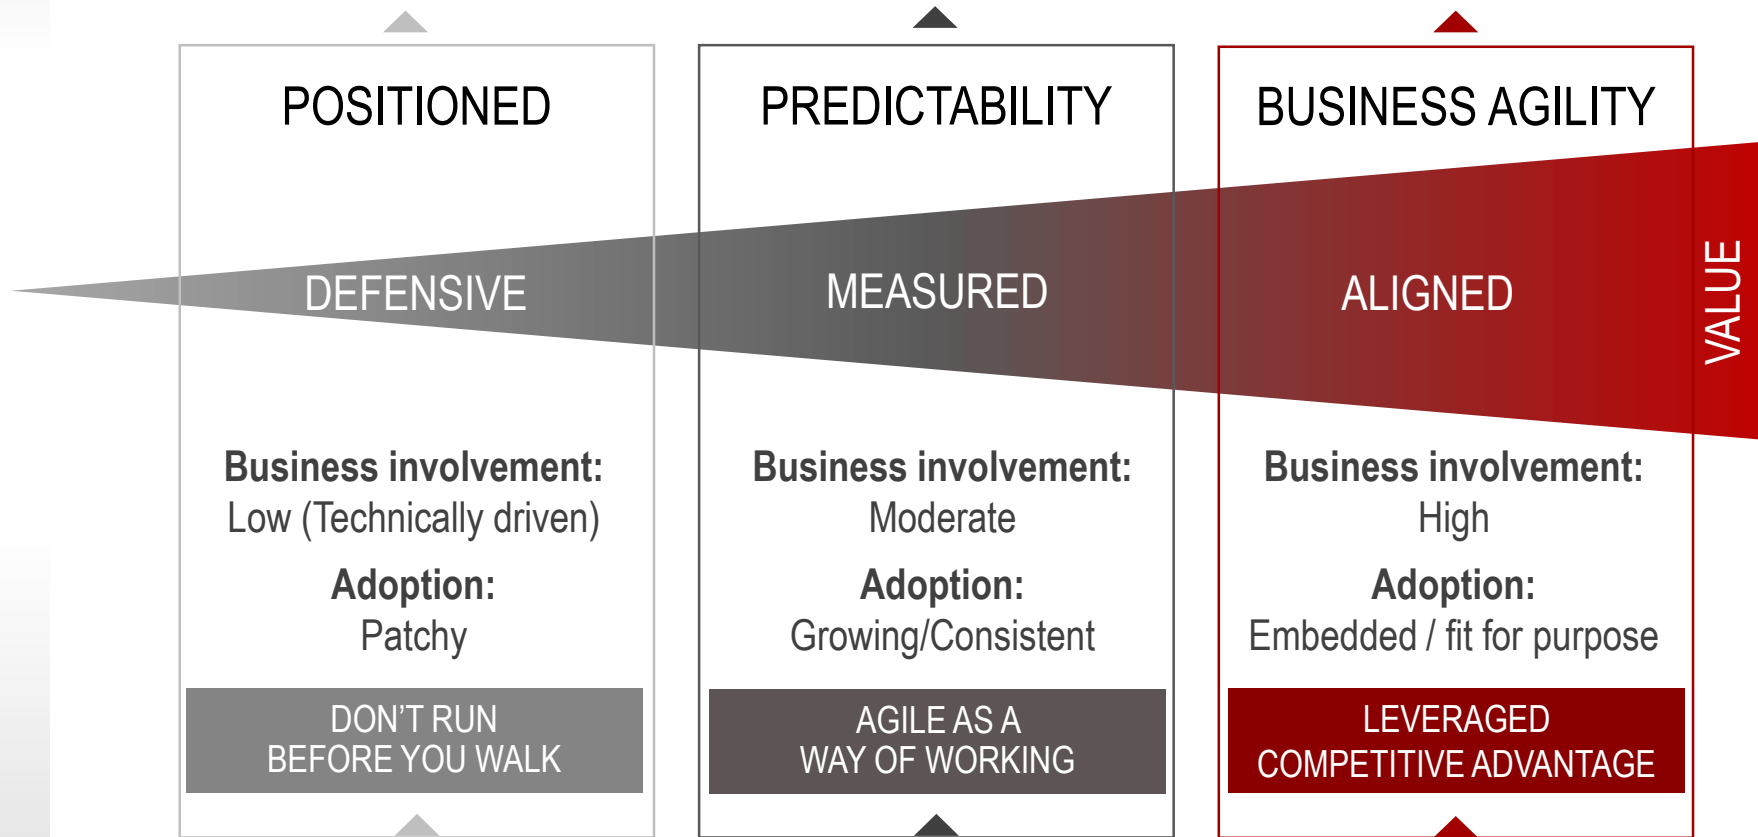 POSITIONED
DEFENSIVE
Business involvement:
Low (Technically driven)
Adoption:
Patchy
DON'T RUN
BEFORE YOU WALK
PREDICTABILITY
MEASURED
Business involvement:
Moderate
Adoption:
Growing/Consistent
AGILE AS A
WAY OF WORKING
BUSINESS AGILITY
ALIGNED
Business involvement:
High
Adoption:
Embedded / fit for purpose
LEVERAGED
COMPETITIVE ADVANTAGE
VALUE